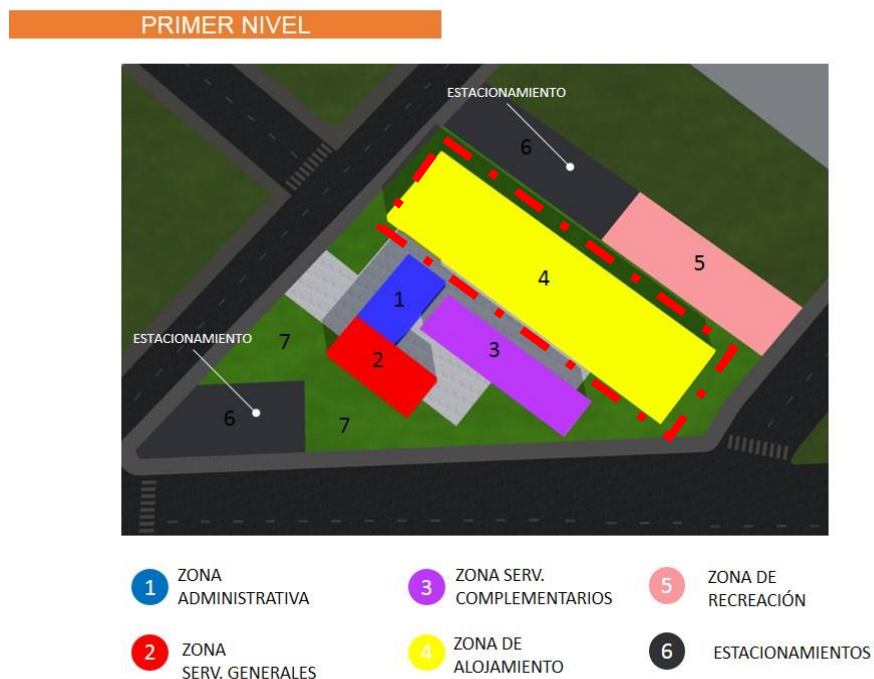 PRIMER NIVEL
ESTACIONAMIENTO
6
5
4
1
3
ESTACIONAMIENTO
7
2
6
7
1 ZONA
ADMINISTRATIVA
3 ZONA SERV.
COMPLEMENTARIOS
5 ZONA DE
RECREACIÓN
2 ZONA
SERV. GENERALES
4 ZONA DE
ALOJAMIENTO
6 ESTACIONAMIENTOS